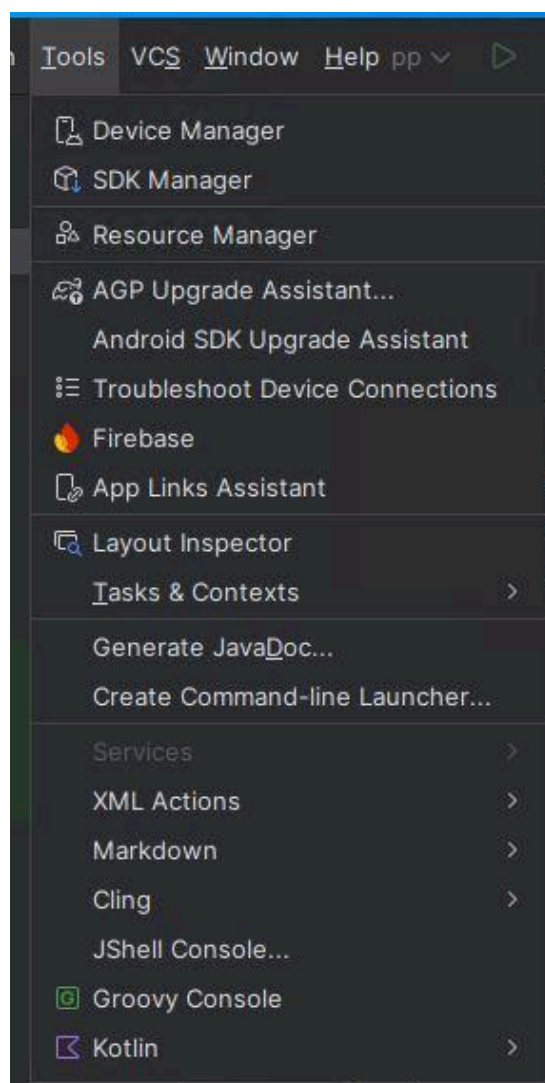 Tools VCS Window Help pp
Device Manager
SDK Manager
Resource Manager
AGP Upgrade Assistant...
Android SDK Upgrade Assistant
Troubleshoot Device Connections
Firebase
App Links Assistant
Layout Inspector
Tasks & Contexts
Generate JavaDoc...
Create Command-line Launcher...
Services
XML Actions
Markdown
Cling
JShell Console...
G Groovy Console
Kotlin